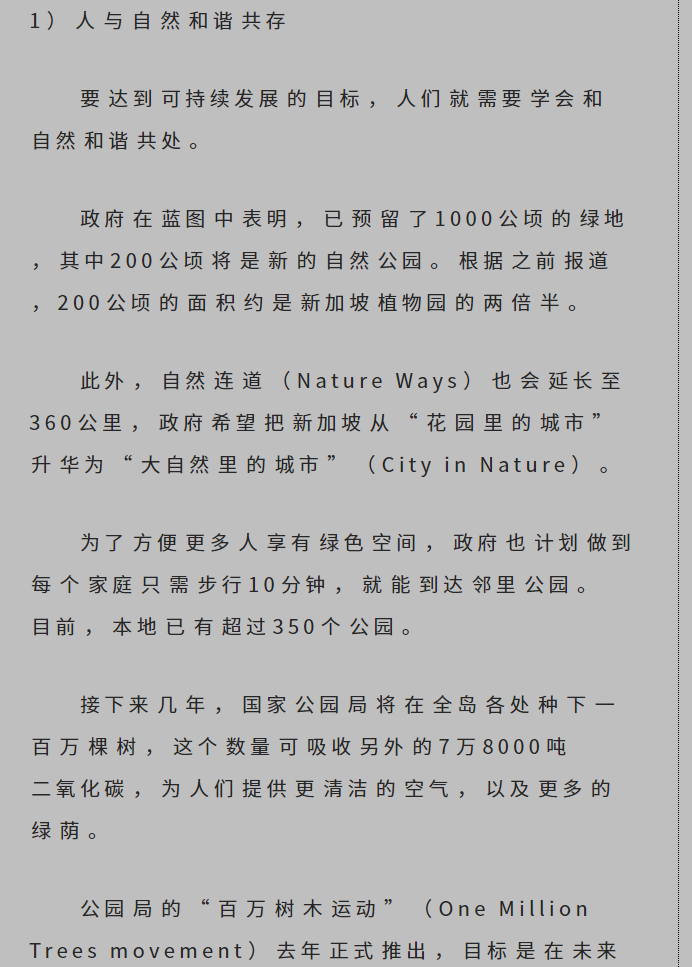 1）人与自然和谐共存
要达到可持续发展的目标，人们就需要学会和
自然和谐共处。
政府在蓝图中表明，已预留了1000公顷的绿地
，其中200公顷将是新的自然公园。根据之前报道
，200公顷的面积约是新加坡植物园的两倍半。
此外，自然连道（Nature Ways）也会延长至
360公里，政府希望把新加坡从“花园里的城市”
升华为“大自然里的城市”（City in Nature）。
为了方便更多人享有绿色空间，政府也计划做到
每个家庭只需步行10分钟，就能到达邻里公园。
目前，本地已有超过350个公园。
接下来几年，国家公园局将在全岛各处种下一
百万棵树，这个数量可吸收另外的7万8000吨
二氧化碳，为人们提供更清洁的空气，以及更多的
绿荫。
公园局的“百万树木运动”（One Million
Trees movement）去年正式推出，目标是在未来